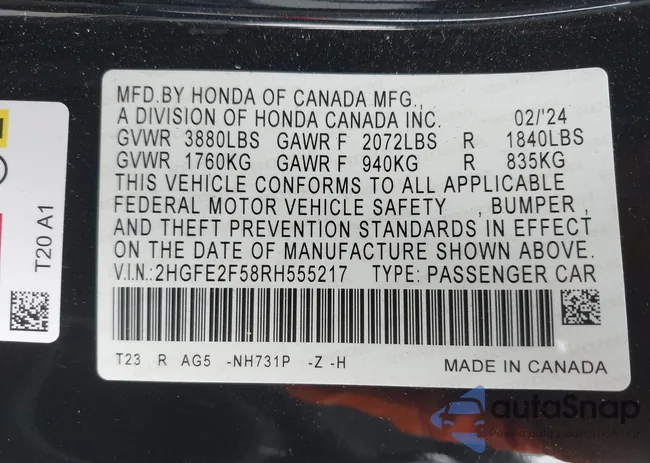 MFD.BY HONDA OF CANADA MFG.,
A DIVISION OF HONDA CANADA INC. 02/'24
GVWR 3880LBS GAWR F 2072LBS R 1840LBS
GVWR 1760KG GAWR F 940KG R 835KG
THIS VEHICLE CONFORMS TO ALL APPLICABLE
FEDERAL MOTOR VEHICLE SAFETY , BUMPER ,
AND THEFT PREVENTION STANDARDS IN EFFECT
ON THE DATE OF MANUFACTURE SHOWN ABOVE.
V.I.N.:2HGFE2F58RH555217 TYPE: PASSENGER CAR
T23 R AG5 -NH731P -Z -H MADE IN CANADA
T20 A1
autoSnap